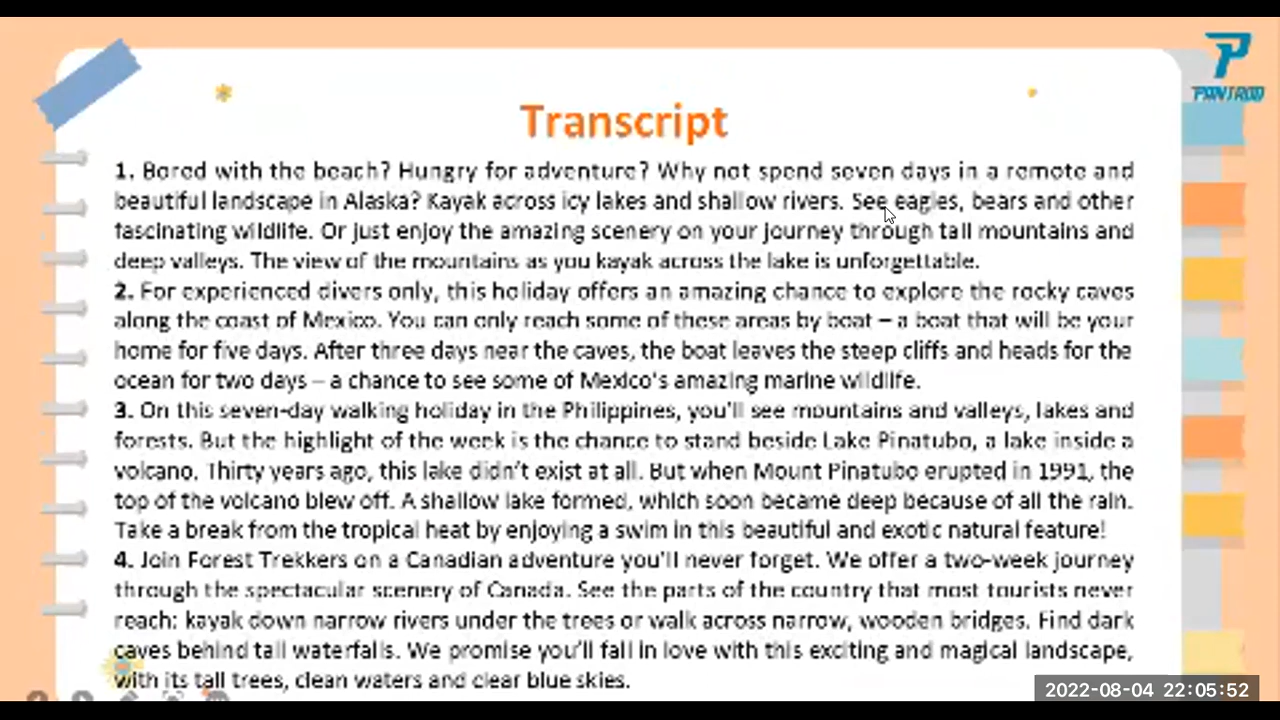 PANTROD
Transcript
1. Bored with the beach? Hungry for adventure? Why not spend seven days in a remote and
beautiful landscape in Alaska? Kayak across icy lakes and shallow rivers. See eagles, bears and other
fascinating wildlife. Or just enjoy the amazing scenery on your journey through tall mountains and
deep valleys. The view of the mountains as you kayak across the lake is unforgettable.
2. For experienced divers only, this holiday offers an amazing chance to explore the rocky caves
along the coast of Mexico. You can only reach some of these areas by boat – a boat that will be your
home for five days. After three days near the caves, the boat leaves the steep cliffs and heads for the
ocean for two days – a chance to see some of Mexico's amazing marine wildlife.
3. On this seven-day walking holiday in the Philippines, you'll see mountains and valleys, lakes and
forests. But the highlight of the week is the chance to stand beside Lake Pinatubo, a lake inside a
volcano. Thirty years ago, this lake didn't exist at all. But when Mount Pinatubo erupted in 1991, the
top of the volcano blew off. A shallow lake formed, which soon became deep because of all the rain.
Take a break from the tropical heat by enjoying a swim in this beautiful and exotic natural feature!
4. Join Forest Trekkers on a Canadian adventure you'll never forget. We offer a two-week journey
through the spectacular scenery of Canada. See the parts of the country that most tourists never
reach: kayak down narrow rivers under the trees or walk across narrow, wooden bridges. Find dark
caves behind tall waterfalls. We promise you'll fall in love with this exciting and magical landscape,
with its tall trees, clean waters and clear blue skies.
2022-08-04 22:05:52